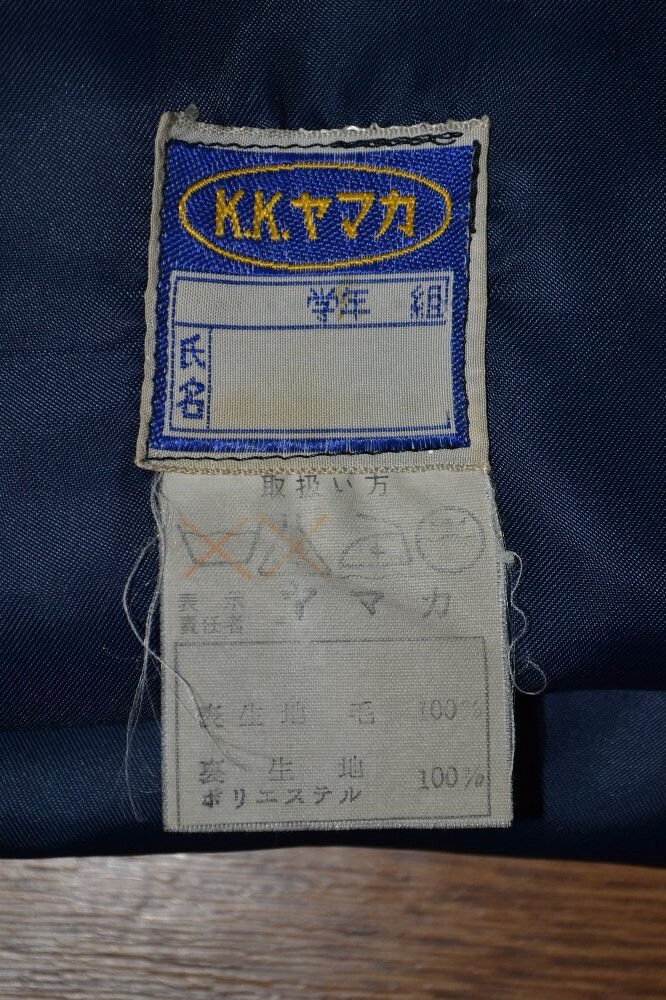 K.K.ヤマカ
学年 組
氏名
取扱い方
表示 ヤマカ
責任者
表生地 毛 100%
裏生地 100%
ポリエステル